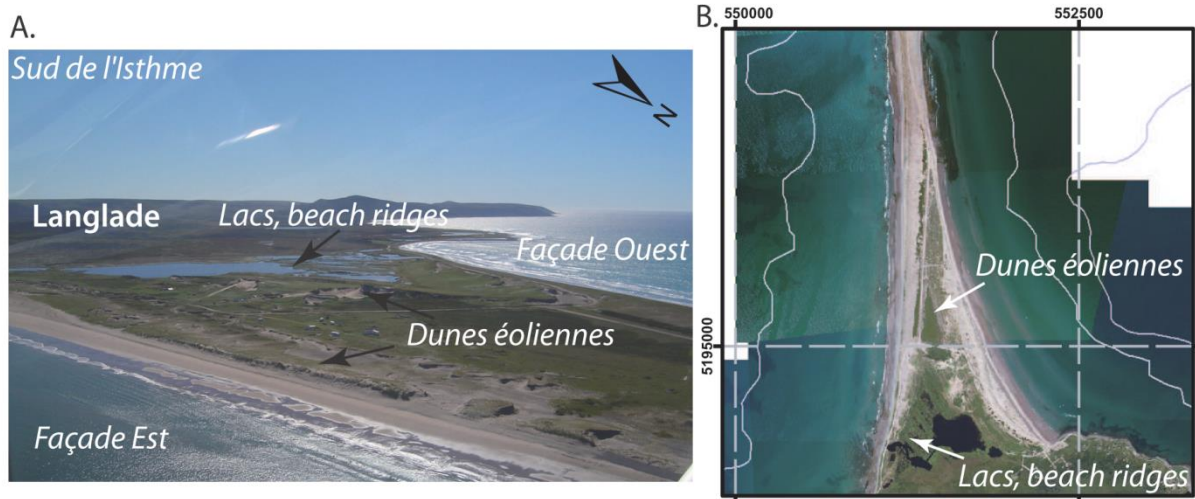 A.
Sud de l'Isthme
N
Langlade
Lacs, beach ridges
Façade Ouest
Dunes éoliennes
Façade Est
B.
550000
552500
5195000
Dunes éoliennes
Lacs, beach ridges